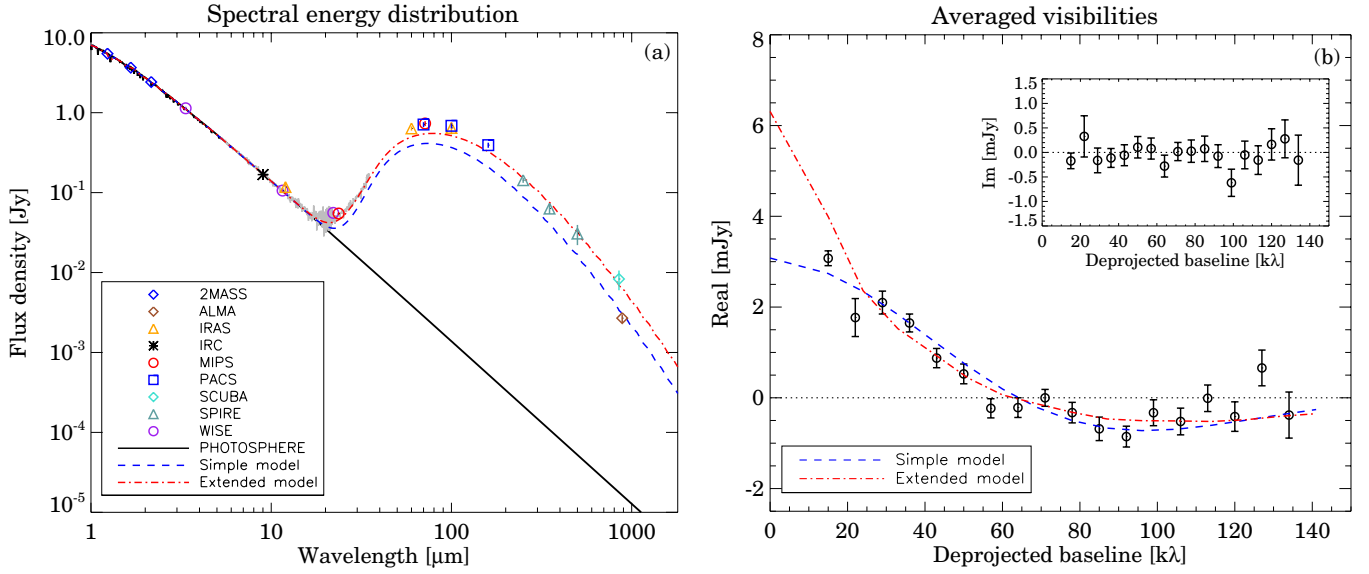 Spectral energy distribution
(a)
Flux density [Jy]
10.0
1.0
10⁻¹
10⁻²
10⁻³
10⁻⁴
10⁻⁵
2MASS
ALMA
IRAS
IRC
MIPS
PACS
SCUBA
SPIRE
WISE
PHOTOSPHERE
Simple model
Extended model
1 10 100 1000
Wavelength [μm]
Averaged visibilities
(b)
Real [mJy]
6
4
2
0
-2
Simple model
Extended model
0 20 40 60 80 100 120 140
Deprojected baseline [kλ]
Im [mJy]
1.5
1.0
0.5
0.0
-0.5
-1.0
-1.5
0 20 40 60 80 100 120 140
Deprojected baseline [kλ]